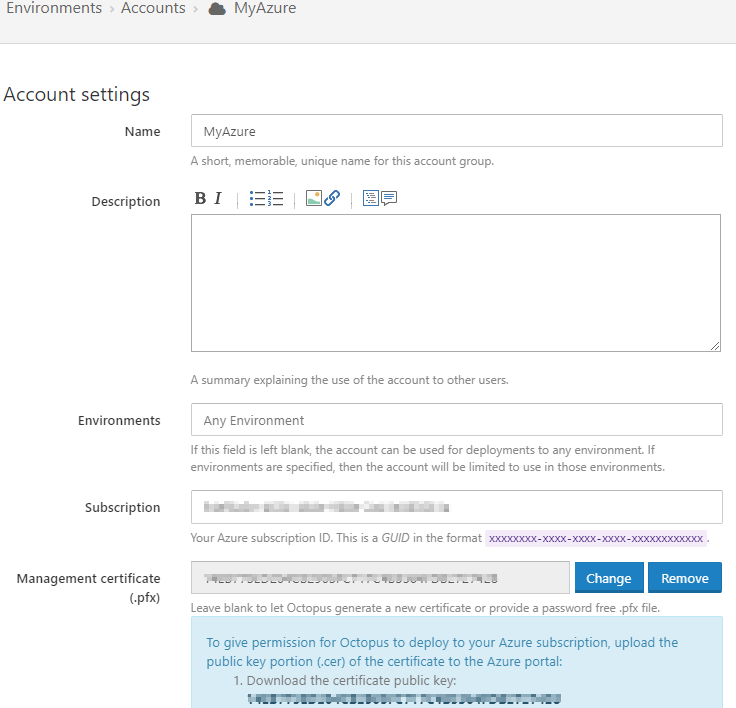 Environments › Accounts › MyAzure
Account settings
Name
MyAzure
A short, memorable, unique name for this account group.
Description
B I
A summary explaining the use of the account to other users.
Environments
Any Environment
If this field is left blank, the account can be used for deployments to any environment. If
environments are specified, then the account will be limited to use in those environments.
Subscription
Your Azure subscription ID. This is a GUID in the format xxxxxxxx-xxxx-xxxx-xxxx-xxxxxxxxxxxx.
Management certificate
(.pfx)
Change Remove
Leave blank to let Octopus generate a new certificate or provide a password free .pfx file.
To give permission for Octopus to deploy to your Azure subscription, upload the
public key portion (.cer) of the certificate to the Azure portal:
1. Download the certificate public key: